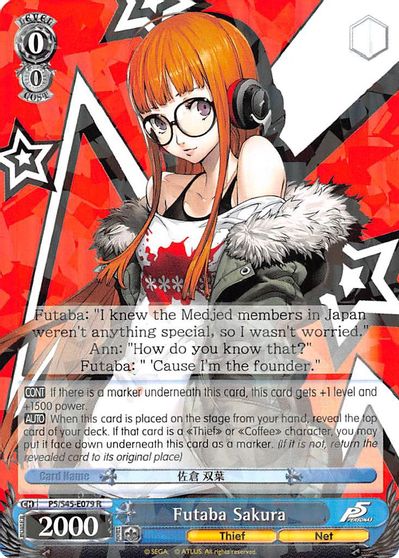 LEVEL
0
0
COST
Futaba: "I knew the Medjed members in Japan
weren't anything special, so I wasn't worried."
Ann: "How do you know that?"
Futaba: " 'Cause I'm the founder."
CONT If there is a marker underneath this card, this card gets +1 level and
+1500 power.
AUTO When this card is placed on the stage from your hand, reveal the
top card of your deck. If that card is a «Thief» or «Coffee» character, you may
put it face down underneath this card as a marker. (If it is not, return the
revealed card to its original place)
Card Name
佐倉 双葉
CH
P5/S45-E079 R
P5
PERSONA5
POWER
2000
Futaba Sakura
Thief
Net
© SEGA. © ATLUS. All rights reserved.